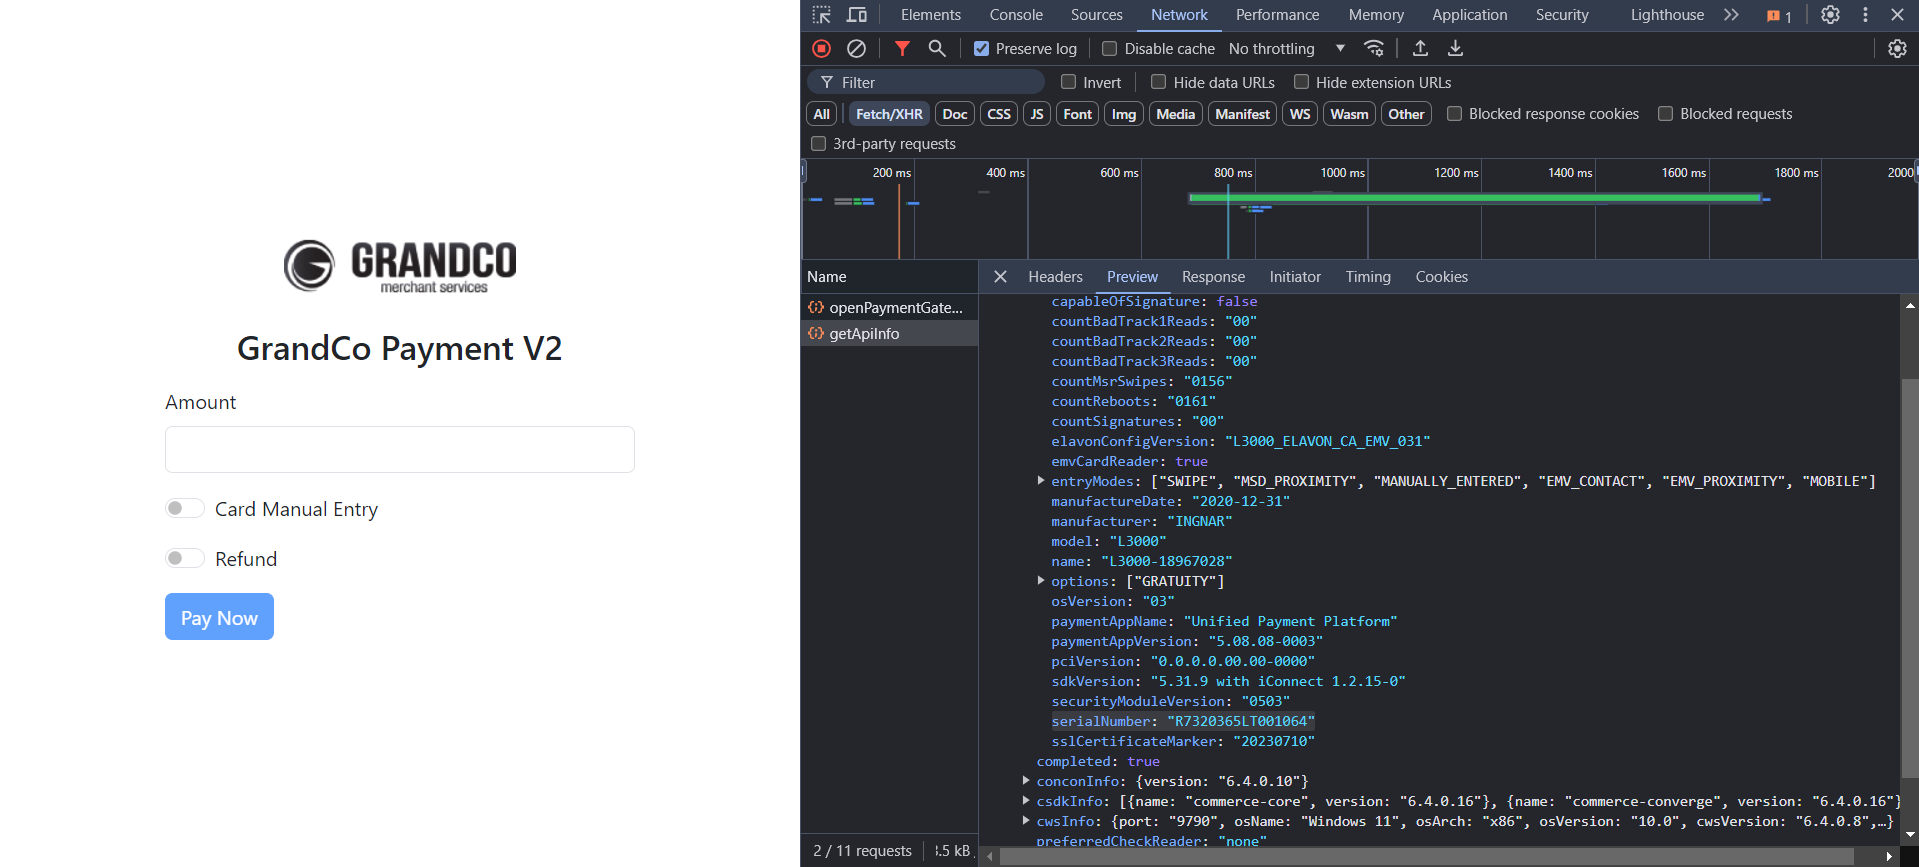 GRANDCO
merchant services
GrandCo Payment V2
Amount
Card Manual Entry
Refund
Pay Now
Elements Console Sources Network Performance Memory Application Security Lighthouse 1
Preserve log Disable cache No throttling
Filter Invert Hide data URLs Hide extension URLs
All Fetch/XHR Doc CSS JS Font Img Media Manifest WS Wasm Other Blocked response cookies Blocked requests
3rd-party requests
200 ms 400 ms 600 ms 800 ms 1000 ms 1200 ms 1400 ms 1600 ms 1800 ms 2000
Name
openPaymentGate...
getApiInfo
2 / 11 requests
.5 kB
Headers Preview Response Initiator Timing Cookies
capableOfSignature: false
countBadTrack1Reads: "00"
countBadTrack2Reads: "00"
countBadTrack3Reads: "00"
countMsrSwipes: "0156"
countReboots: "0161"
countSignatures: "00"
elavonConfigVersion: "L3000_ELAVON_CA_EMV_031"
emvCardReader: true
entryModes: ["SWIPE", "MSD_PROXIMITY", "MANUALLY_ENTERED", "EMV_CONTACT", "EMV_PROXIMITY", "MOBILE"]
manufactureDate: "2020-12-31"
manufacturer: "INGNAR"
model: "L3000"
name: "L3000-18967028"
options: ["GRATUITY"]
osVersion: "03"
paymentAppName: "Unified Payment Platform"
paymentAppVersion: "5.08.08-0003"
pciVersion: "0.0.0.0.00.00-0000"
sdkVersion: "5.31.9 with iConnect 1.2.15-0"
securityModuleVersion: "0503"
serialNumber: "R7320365LT001064"
sslCertificateMarker: "20230710"
completed: true
conconInfo: {version: "6.4.0.10"}
csdkInfo: [{name: "commerce-core", version: "6.4.0.16"}, {name: "commerce-converge", version: "6.4.0.16"}
cwsInfo: {port: "9790", osName: "Windows 11", osArch: "x86", osVersion: "10.0", cwsVersion: "6.4.0.8",…}
preferredCheckReader: "none"